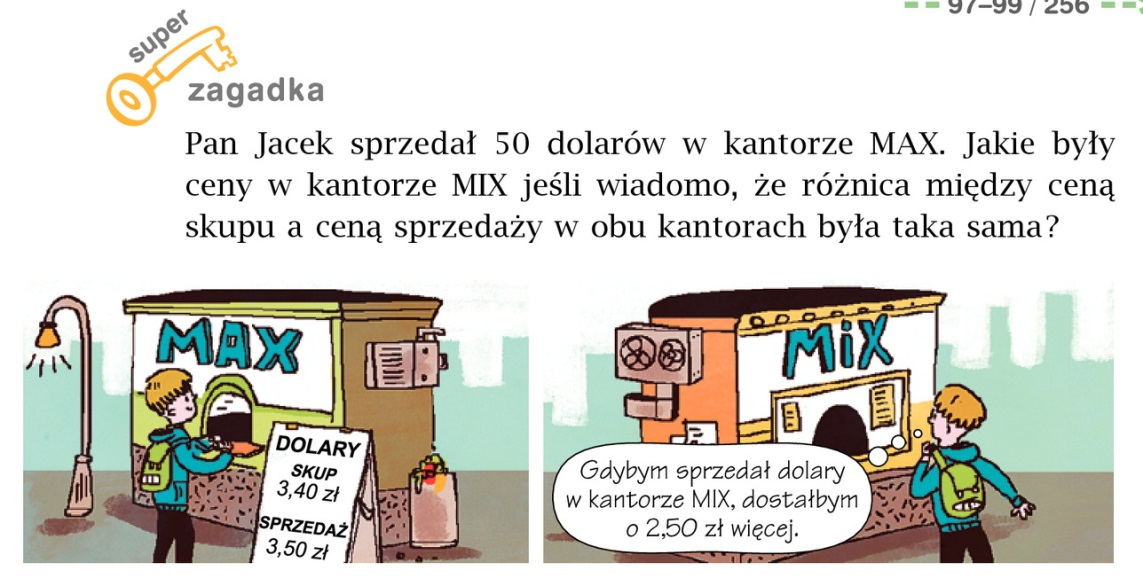 97–99 / 256
super
zagadka
Pan Jacek sprzedał 50 dolarów w kantorze MAX. Jakie były
ceny w kantorze MIX jeśli wiadomo, że różnica między ceną
skupu a ceną sprzedaży w obu kantorach była taka sama?
MAX
DOLARY
SKUP
3,40 zł
SPRZEDAŻ
3,50 zł
MiX
Gdybym sprzedał dolary
w kantorze MIX, dostałbym
o 2,50 zł więcej.